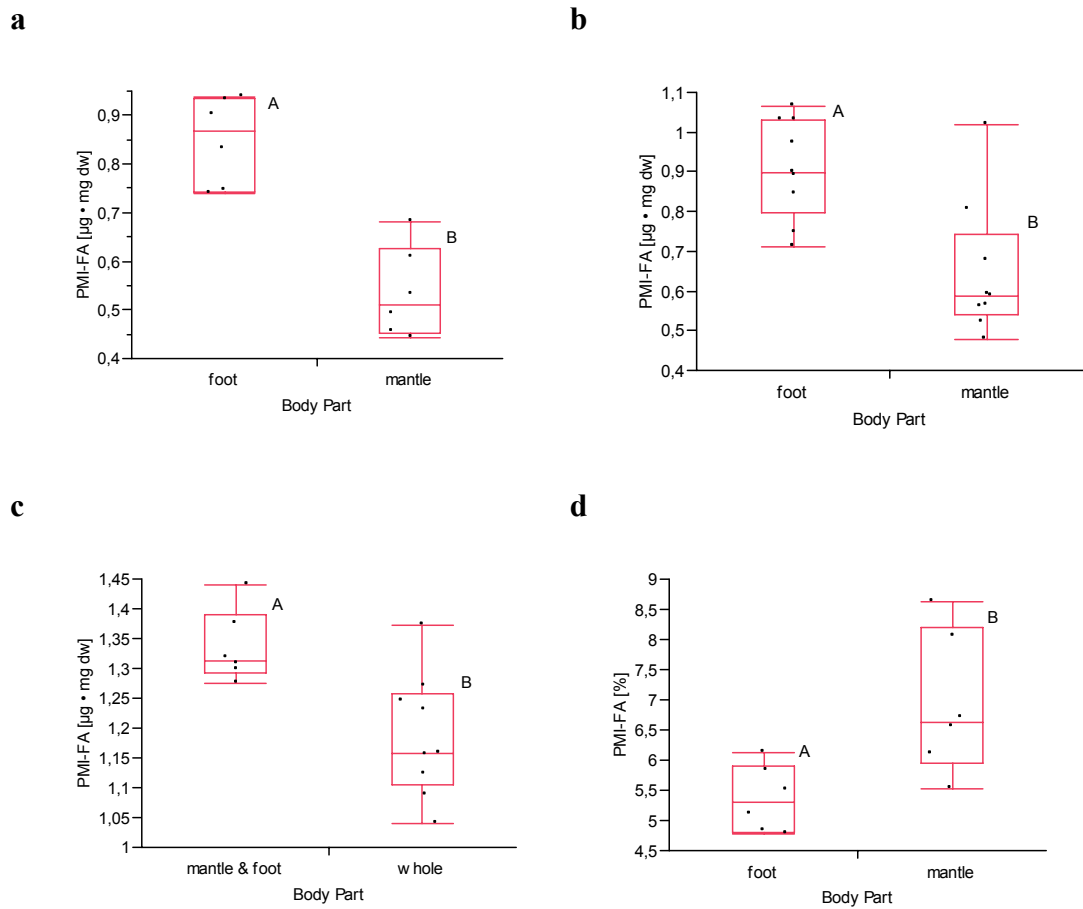 a
PMI-FA [µg • mg dw]
0,9
0,8
0,7
0,6
0,5
0,4
A
B
foot mantle
Body Part
b
PMI-FA [µg • mg dw]
1,1
1
0,9
0,8
0,7
0,6
0,5
0,4
A
B
foot mantle
Body Part
c
PMI-FA [µg • mg dw]
1,45
1,4
1,35
1,3
1,25
1,2
1,15
1,1
1,05
1
A
B
mantle & foot w hole
Body Part
d
PMI-FA [%]
9
8,5
8
7,5
7
6,5
6
5,5
5
4,5
A
B
foot mantle
Body Part